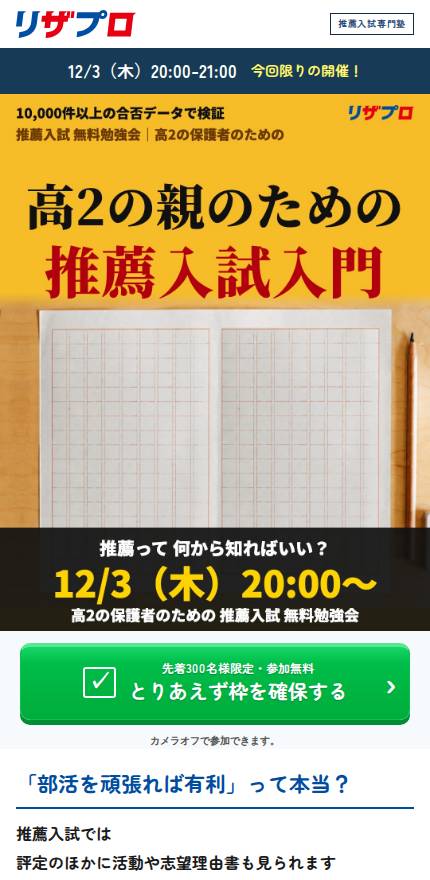 リザプロ
推薦入試専門塾
12/3（木）20:00-21:00 今回限りの開催！
10,000件以上の合否データで検証
リザプロ
推薦入試 無料勉強会｜高2の保護者のための
高2の親のための
推薦入試入門
推薦って 何から知ればいい？
12/3（木）20:00〜
高2の保護者のための 推薦入試 無料勉強会
先着300名様限定・参加無料
とりあえず枠を確保する
カメラオフで参加できます。
「部活を頑張れば有利」って本当？
推薦入試では
評定のほかに活動や志望理由書も見られます